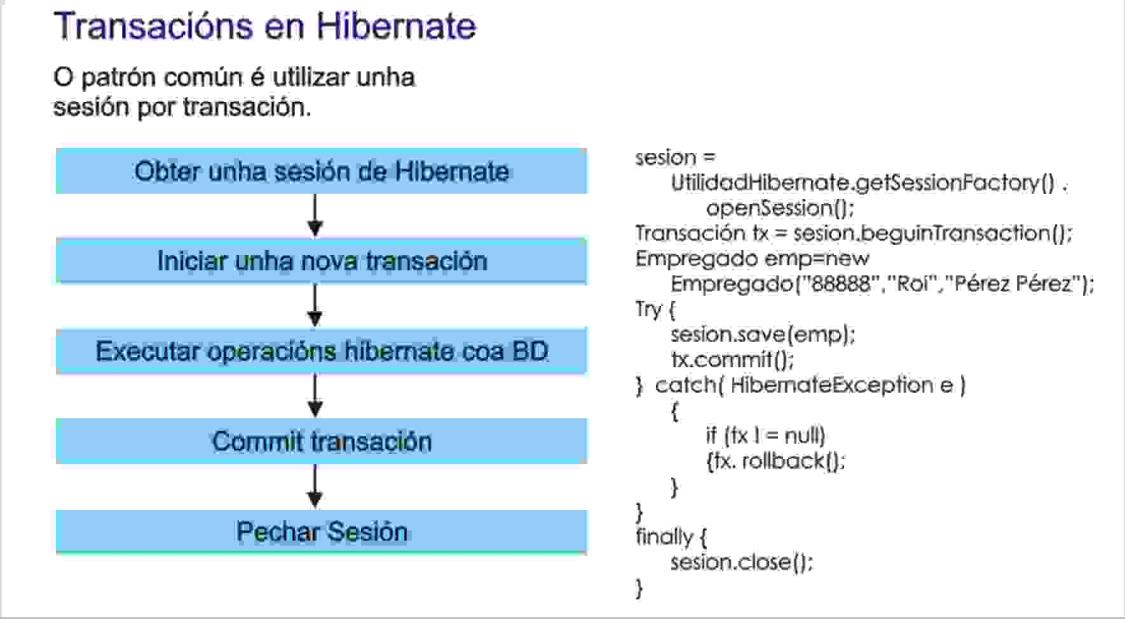 Transacións en Hibernate
O patrón común é utilizar unha
sesión por transación.
Obter unha sesión de Hibernate
Iniciar unha nova transación
Executar operacións hibernate coa BD
Commit transación
Pechar Sesión
sesion =
UtilidadHibernate.getSessionFactory() .
openSession();
Transación tx = sesion.beguinTransaction();
Empregado emp=new
Empregado("88888","Roi","Pérez Pérez");
Try {
sesion.save(emp);
tx.commit();
} catch( HibernateException e )
{
if (tx ! = null)
{tx. rollback();
}
}
finally {
sesion.close();
}